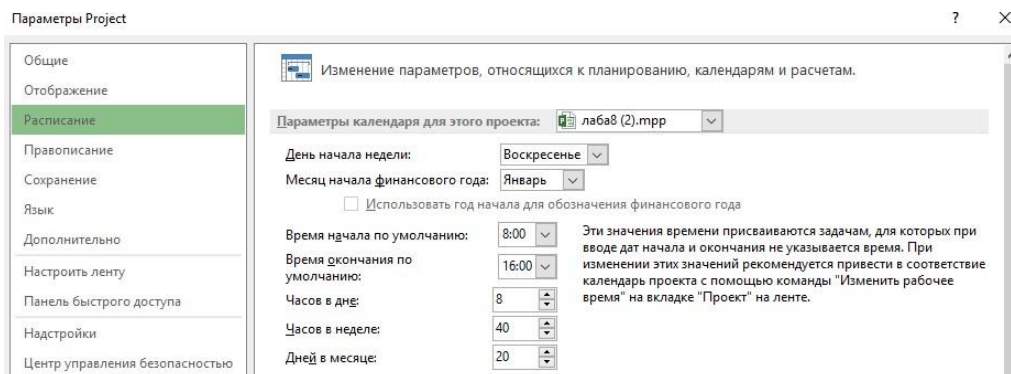 Параметры Project
?
Общие
Отображение
Расписание
Правописание
Сохранение
Язык
Дополнительно
Настроить ленту
Панель быстрого доступа
Надстройки
Центр управления безопасностью
Изменение параметров, относящихся к планированию, календарям и расчетам.
Параметры календаря для этого проекта: лаба8 (2).mpp
День начала недели: Воскресенье
Месяц начала финансового года: Январь
Использовать год начала для обозначения финансового года
Время начала по умолчанию: 8:00
Время окончания по
умолчанию: 16:00
Часов в дне: 8
Часов в неделе: 40
Дней в месяце: 20
Эти значения времени присваиваются задачам, для которых при
вводе дат начала и окончания не указывается время. При
изменении этих значений рекомендуется привести в соответствие
календарь проекта с помощью команды "Изменить рабочее
время" на вкладке "Проект" на ленте.